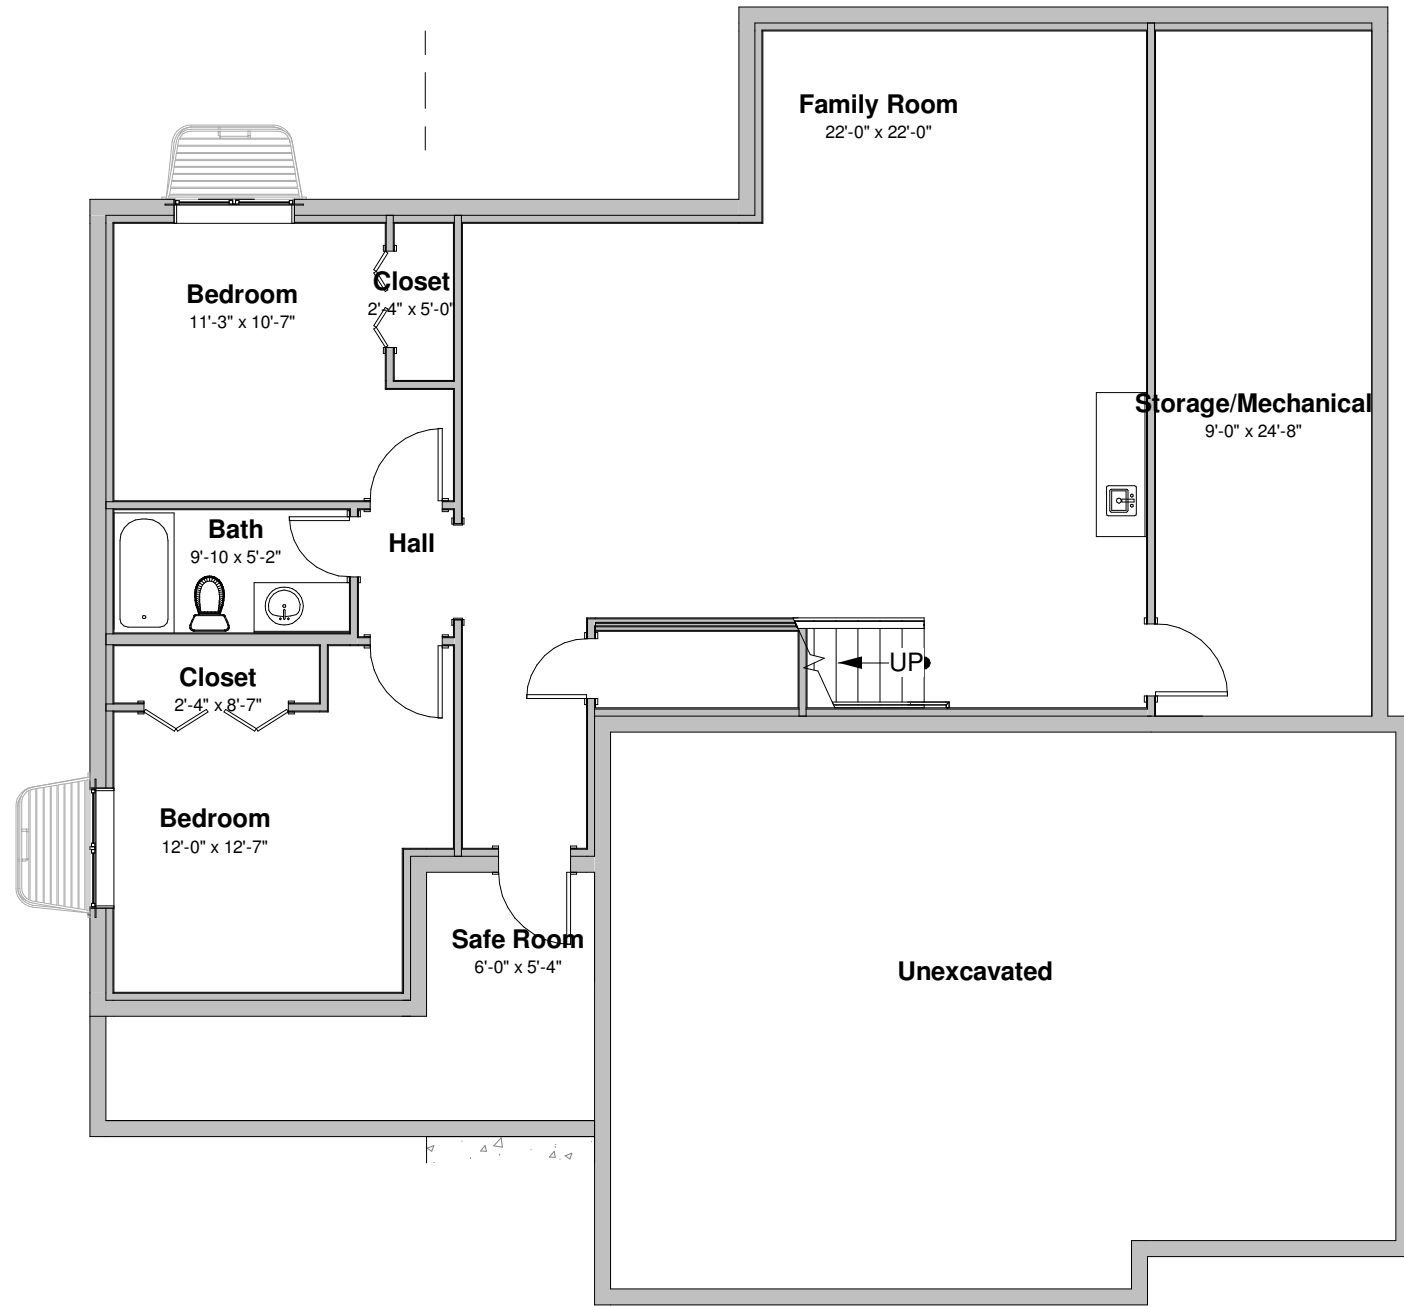 Family Room
22'-0" x 22'-0"
Bedroom
11'-3" x 10'-7"
Closet
2'-4" x 5'-0"
Storage/Mechanical
9'-0" x 24'-8"
Bath
9'-10 x 5'-2"
Hall
UP
Closet
2'-4" x 8'-7"
Bedroom
12'-0" x 12'-7"
Safe Room
6'-0" x 5'-4"
Unexcavated